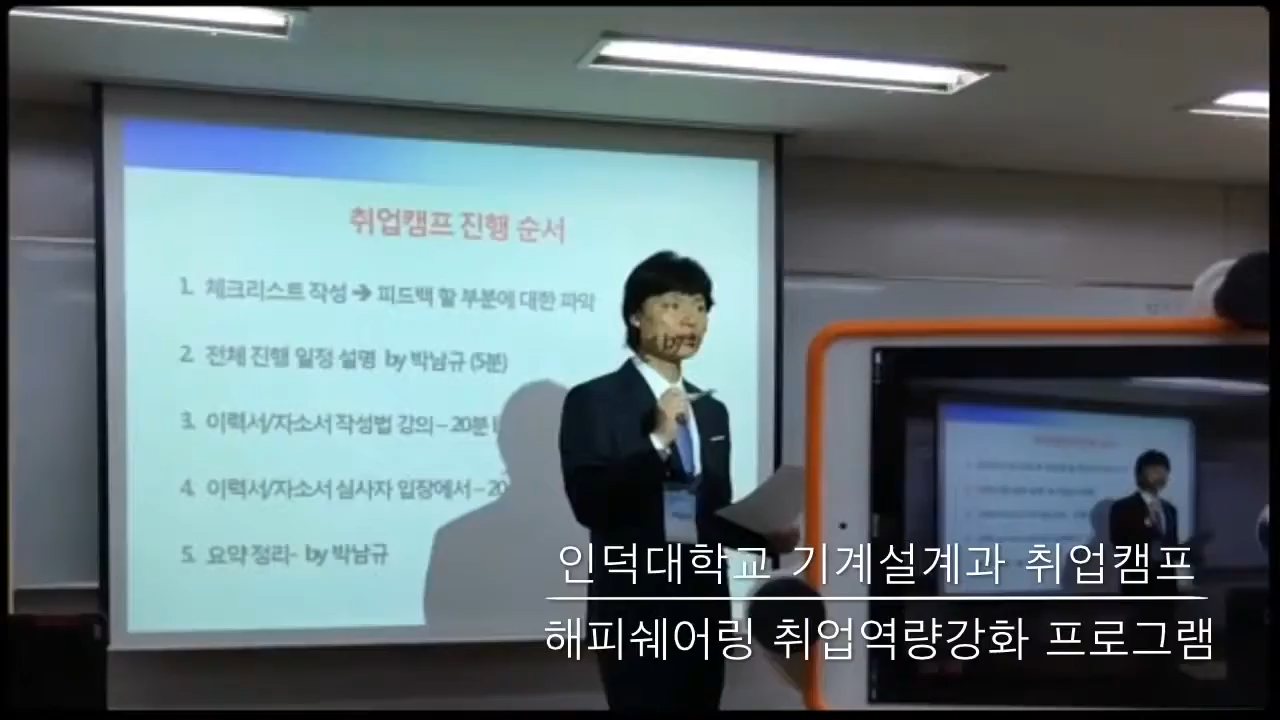 취업캠프 진행 순서
1. 체크리스트 작성 → 피드백 할 부분에 대한 파악
2. 전체 진행 일정 설명 by 박남규 (5분)
3. 이력서/자소서 작성법 강의 – 20분
4. 이력서/자소서 심사자 입장에서 – 20
5. 요약 정리- by 박남규
인덕대학교 기계설계과 취업캠프
해피쉐어링 취업역량강화 프로그램